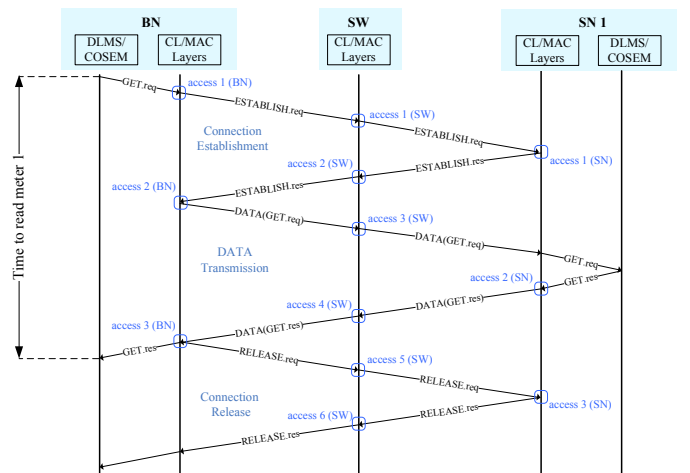 BN
SW
SN 1
DLMS/
COSEM
CL/MAC
Layers
CL/MAC
Layers
CL/MAC
Layers
DLMS/
COSEM
GET.req
access 1 (BN)
ESTABLISH.req
access 1 (SW)
Connection
Establishment
ESTABLISH.req
access 1 (SN)
access 2 (SW)
ESTABLISH.res
access 2 (BN)
ESTABLISH.res
DATA(GET.req)
access 3 (SW)
DATA(GET.req)
GET.req
Time to read meter 1
DATA
Transmission
access 2 (SN)
GET.res
access 4 (SW)
DATA(GET.res)
access 3 (BN)
DATA(GET.res)
GET.res
RELEASE.req
access 5 (SW)
RELEASE.req
Connection
Release
access 3 (SN)
access 6 (SW)
RELEASE.res
RELEASE.res